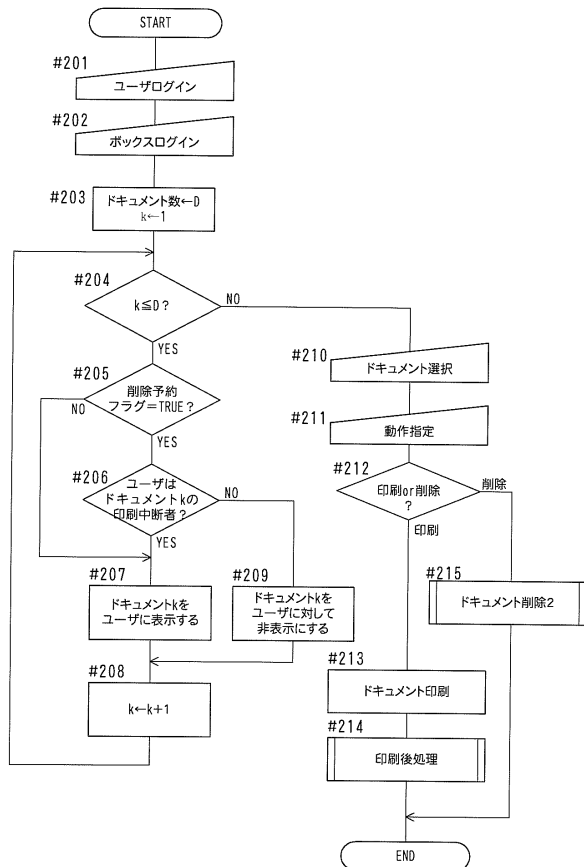 START
#201
ユーザログイン
#202
ボックスログイン
#203
ドキュメント数←D
k←1
#204
k≦D？
NO
YES
#205
削除予約
フラグ＝TRUE？
NO
YES
#206
ユーザは
ドキュメントkの
印刷中断者？
NO
YES
#207
ドキュメントkを
ユーザに表示する
#209
ドキュメントkを
ユーザに対して
非表示にする
#208
k←k+1
#210
ドキュメント選択
#211
動作指定
#212
印刷or削除
？
削除
印刷
#215
ドキュメント削除2
#213
ドキュメント印刷
#214
印刷後処理
END